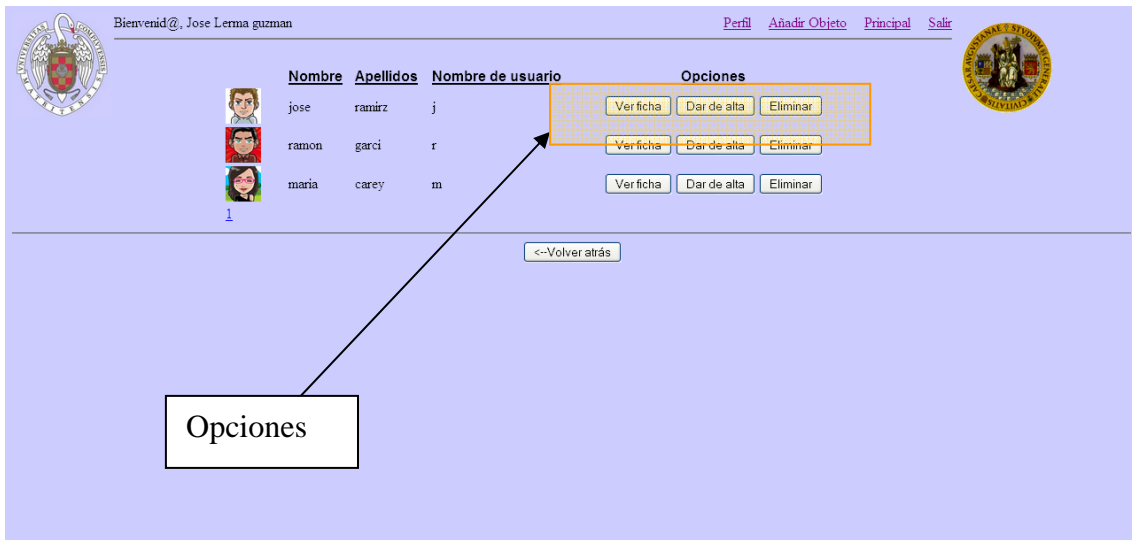 Bienvenid@, Jose Lerma guzman Perfil Añadir Objeto Principal Salir
Nombre Apellidos Nombre de usuario Opciones
jose ramirz j Ver ficha Dar de alta Eliminar
ramon garci r Ver ficha Dar de alta Eliminar
maria carey m Ver ficha Dar de alta Eliminar
1
<--Volver atrás
Opciones